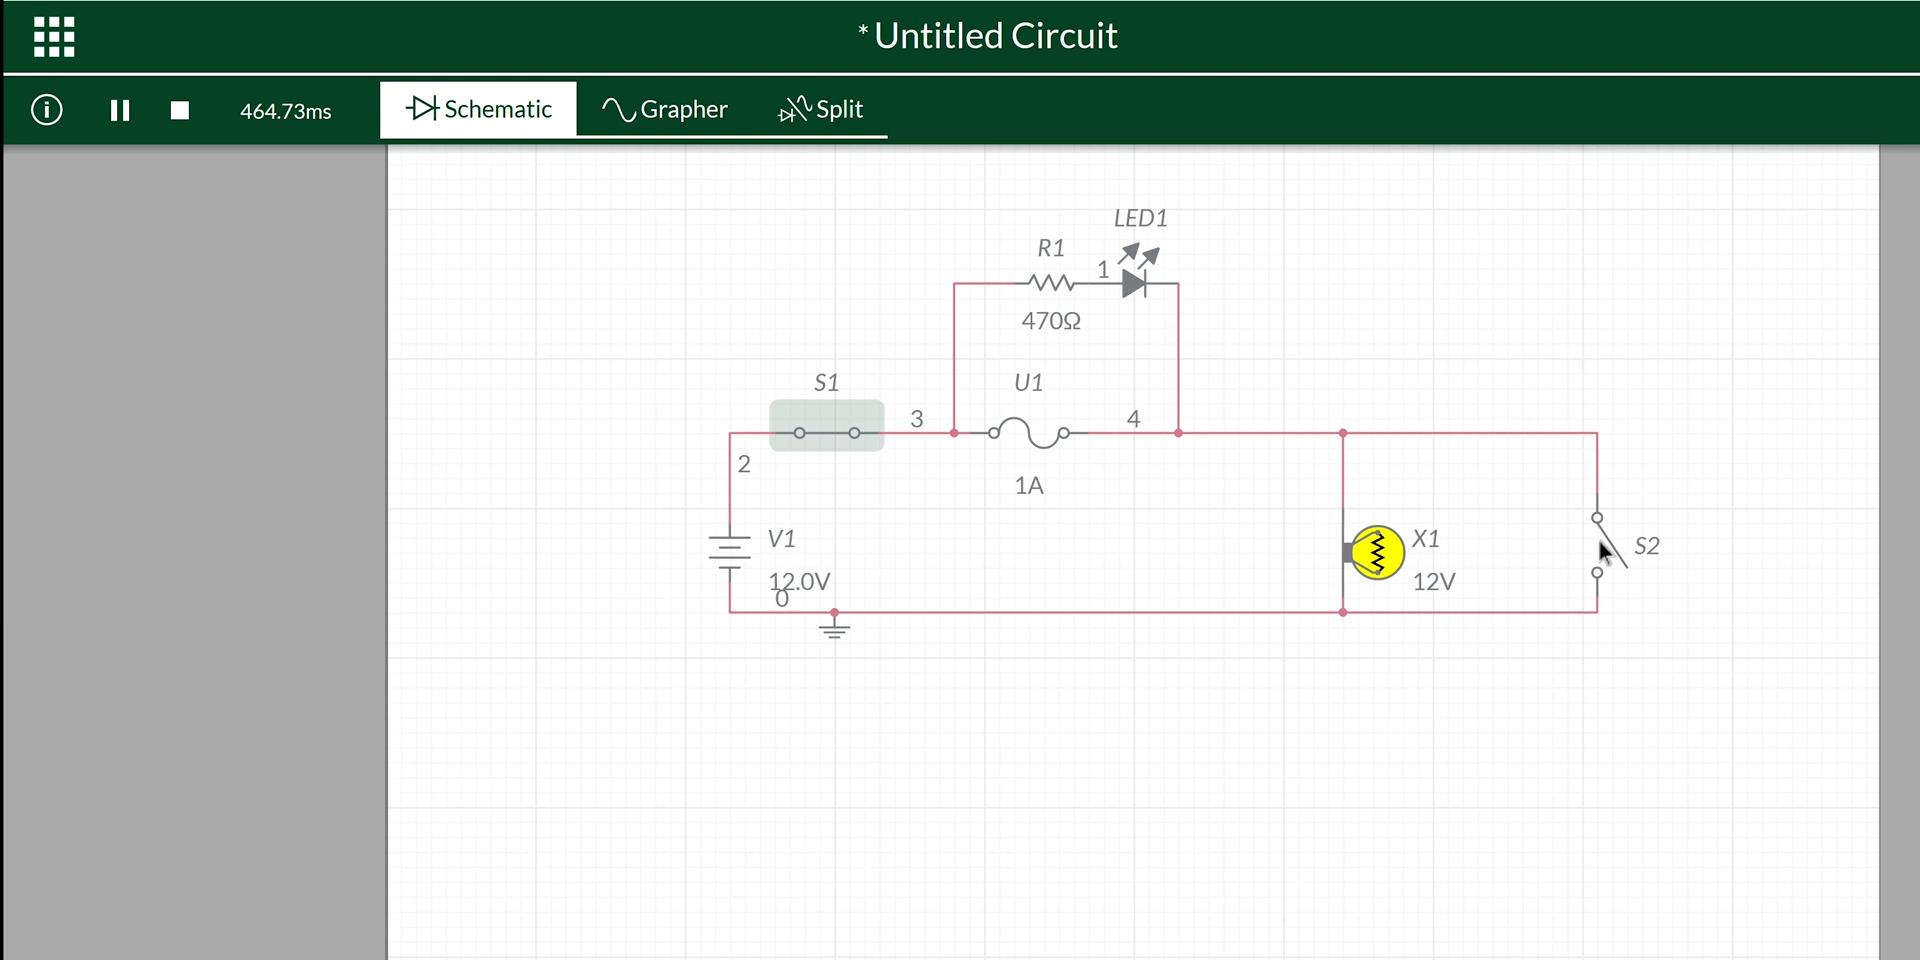 *Untitled Circuit
464.73ms
Schematic
Grapher
Split
LED1
R1
1
470Ω
S1
U1
3
4
2
1A
V1
X1
S2
12.0V
12V
0